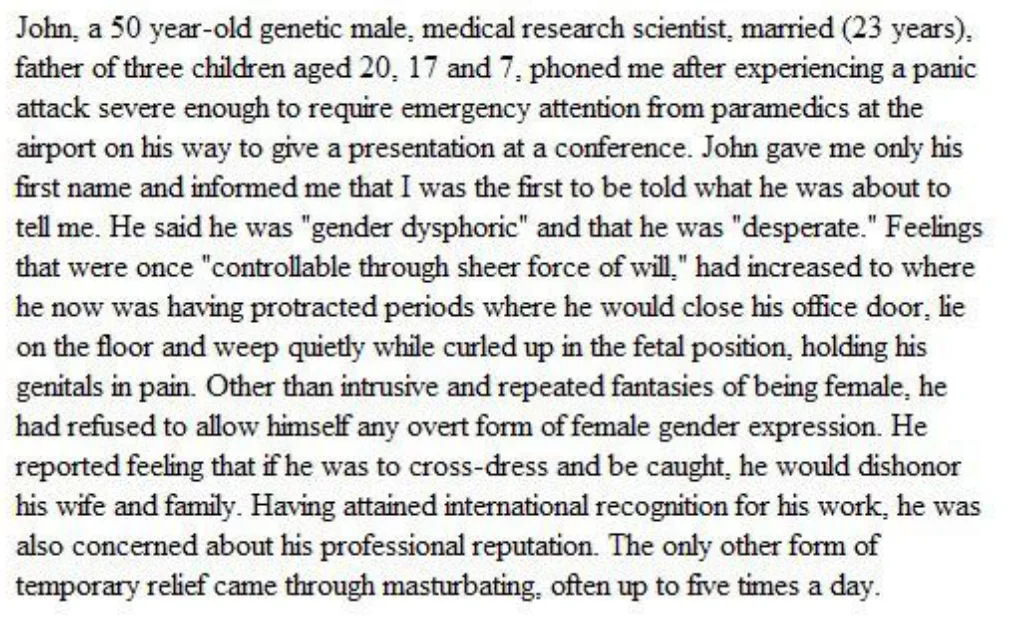 John, a 50 year-old genetic male, medical research scientist, married (23 years),
father of three children aged 20, 17 and 7, phoned me after experiencing a panic
attack severe enough to require emergency attention from paramedics at the
airport on his way to give a presentation at a conference. John gave me only his
first name and informed me that I was the first to be told what he was about to
tell me. He said he was "gender dysphoric" and that he was "desperate." Feelings
that were once "controllable through sheer force of will," had increased to where
he now was having protracted periods where he would close his office door, lie
on the floor and weep quietly while curled up in the fetal position, holding his
genitals in pain. Other than intrusive and repeated fantasies of being female, he
had refused to allow himself any overt form of female gender expression. He
reported feeling that if he was to cross-dress and be caught, he would dishonor
his wife and family. Having attained international recognition for his work, he was
also concerned about his professional reputation. The only other form of
temporary relief came through masturbating, often up to five times a day.